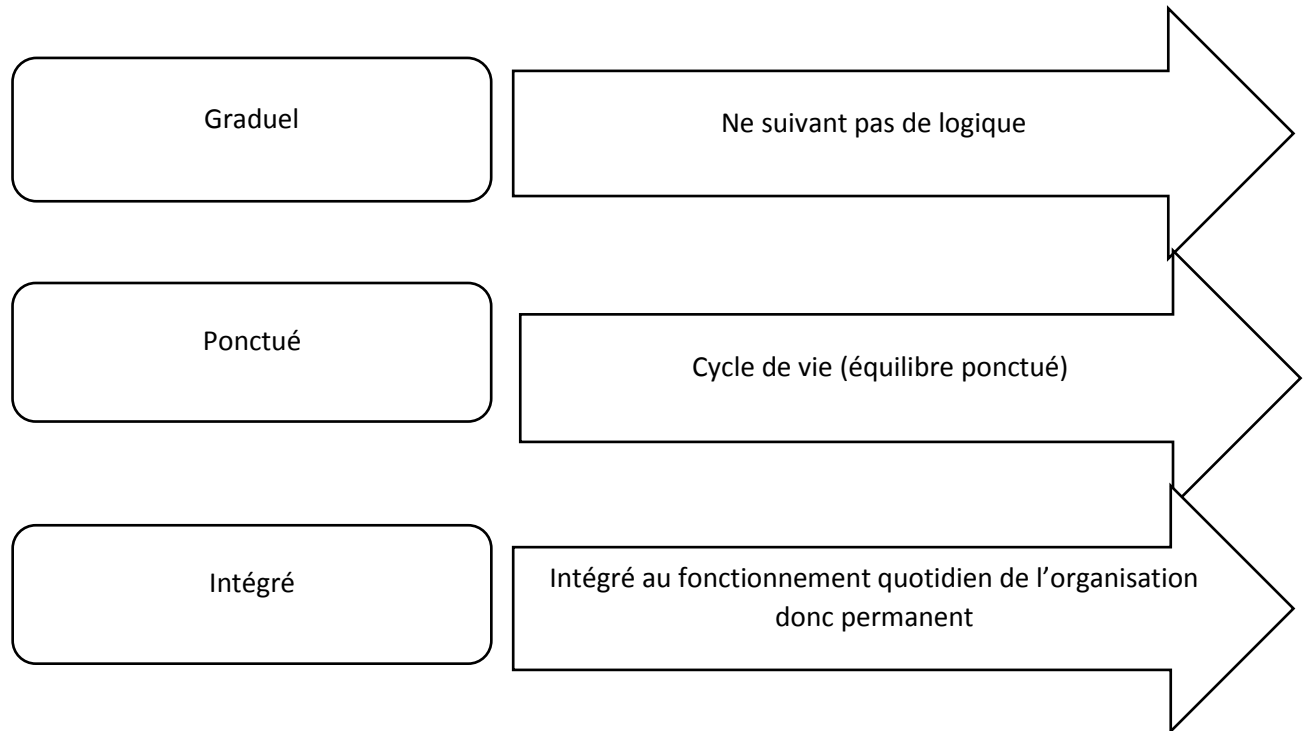 Graduel
Ne suivant pas de logique
Ponctué
Cycle de vie (équilibre ponctué)
Intégré
Intégré au fonctionnement quotidien de l’organisation
donc permanent